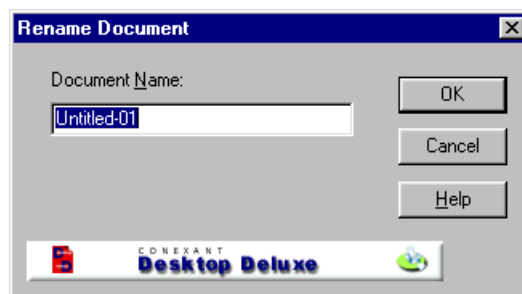 Rename Document
Document Name:
Untitled-01
OK
Cancel
Help
CONEXANT
Desktop Deluxe